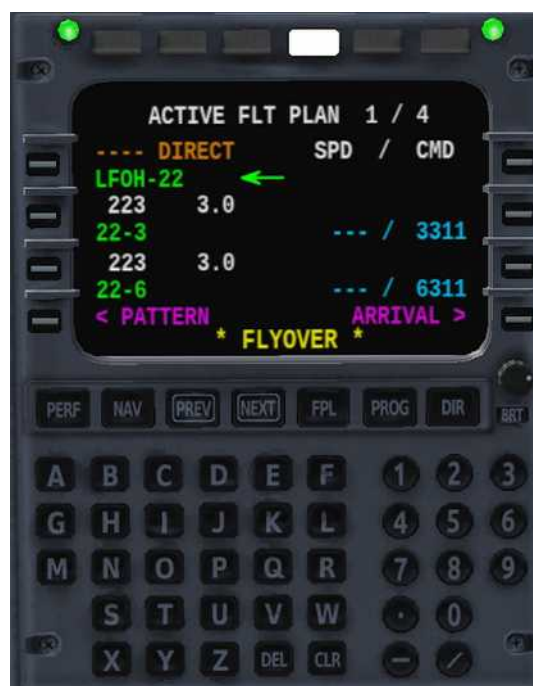 ACTIVE FLT PLAN 1 / 4
---- DIRECT SPD / CMD
LFOH-22 ←
223 3.0
22-3 --- / 3311
223 3.0
22-6 --- / 6311
< PATTERN ARRIVAL >
* FLYOVER *
PERF NAV PREV NEXT FPL PROG DIR BRT
A B C D E F 1 2 3
G H I J K L 4 5 6
M N O P Q R 7 8 9
S T U V W · 0
X Y Z DEL CLR − /